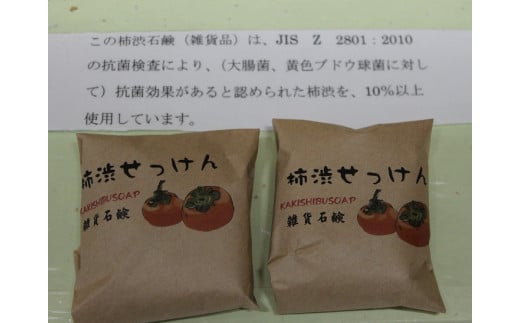 この柿渋石鹸（雑貨品）は、JIS Z 2801：2010
の抗菌検査により、（大腸菌、黄色ブドウ球菌に対し
て）抗菌効果があると認められた柿渋を、10％以上
使用しています。
柿渋せっけん
KAKISHIBUSOAP
雑貨石鹸
柿渋せっけん
KAKISHIBUSOAP
雑貨石鹸